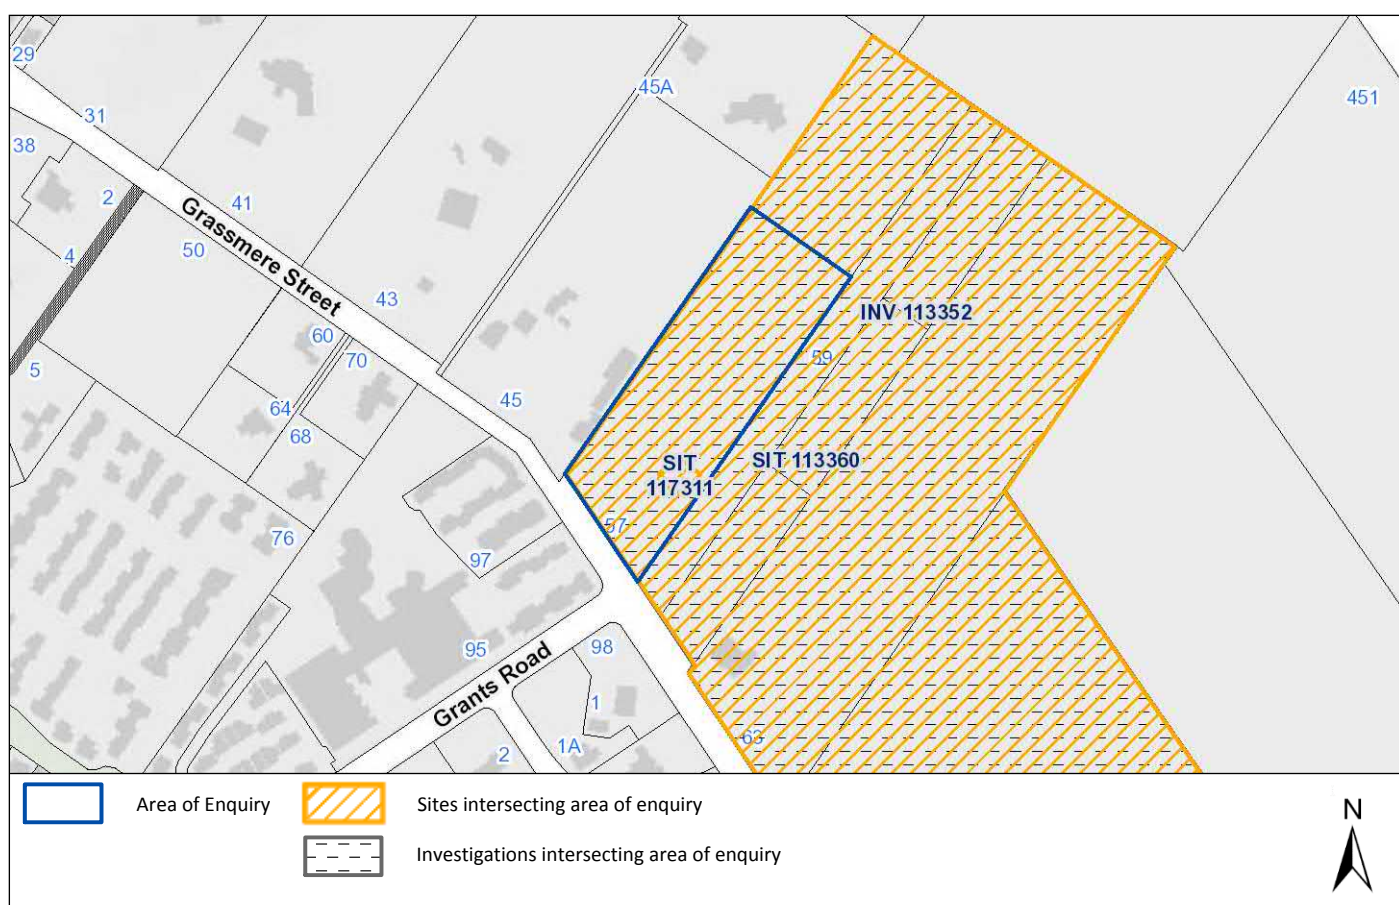 29
45A
451
31
38
2
41
Grassmere Street
50
4
43
INV 113352
60
70
59
5
45
64
68
SIT
117311
SIT 113360
57
76
97
95
98
Grants Road
1
63
2
1A
Area of Enquiry
Sites intersecting area of enquiry
Investigations intersecting area of enquiry
N